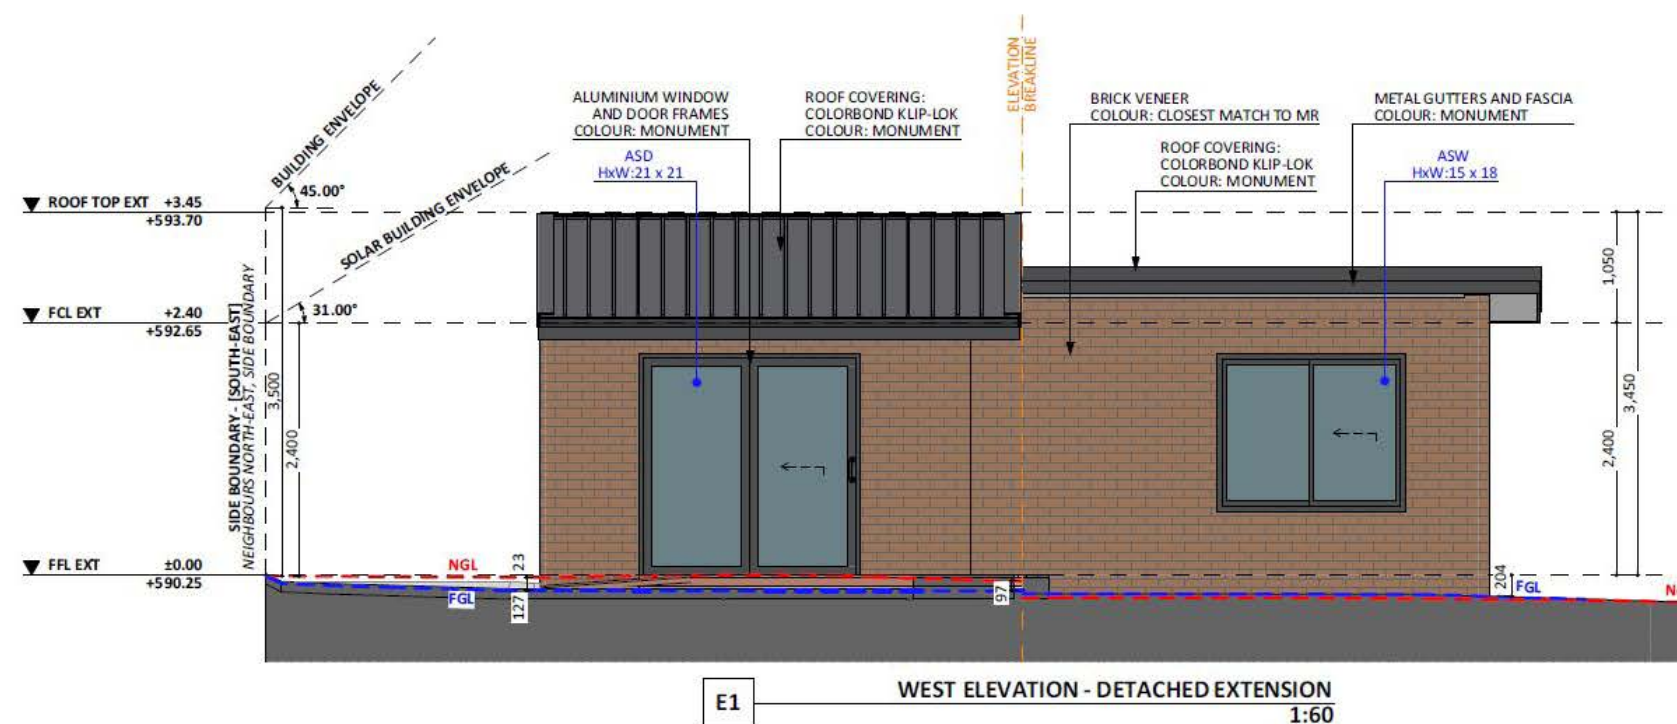 BUILDING ENVELOPE
45.00°
SOLAR BUILDING ENVELOPE
31.00°
ALUMINIUM WINDOW
AND DOOR FRAMES
COLOUR: MONUMENT
ASD
HxW:21 x 21
ROOF COVERING:
COLORBOND KLIP-LOK
COLOUR: MONUMENT
ELEVATION
BREAKLINE
BRICK VENEER
COLOUR: CLOSEST MATCH TO MR
ROOF COVERING:
COLORBOND KLIP-LOK
COLOUR: MONUMENT
METAL GUTTERS AND FASCIA
COLOUR: MONUMENT
ASW
HxW:15 x 18
ROOF TOP EXT +3.45
+593.70
FCL EXT +2.40
+592.65
FFL EXT ±0.00
+590.25
SIDE BOUNDARY - [SOUTH-EAST]
NEIGHBOURS NORTH-EAST, SIDE BOUNDARY
3,500
2,400
1,050
2,400
3,450
NGL
FGL
23
127
97
204
FGL
E1
WEST ELEVATION - DETACHED EXTENSION
1:60